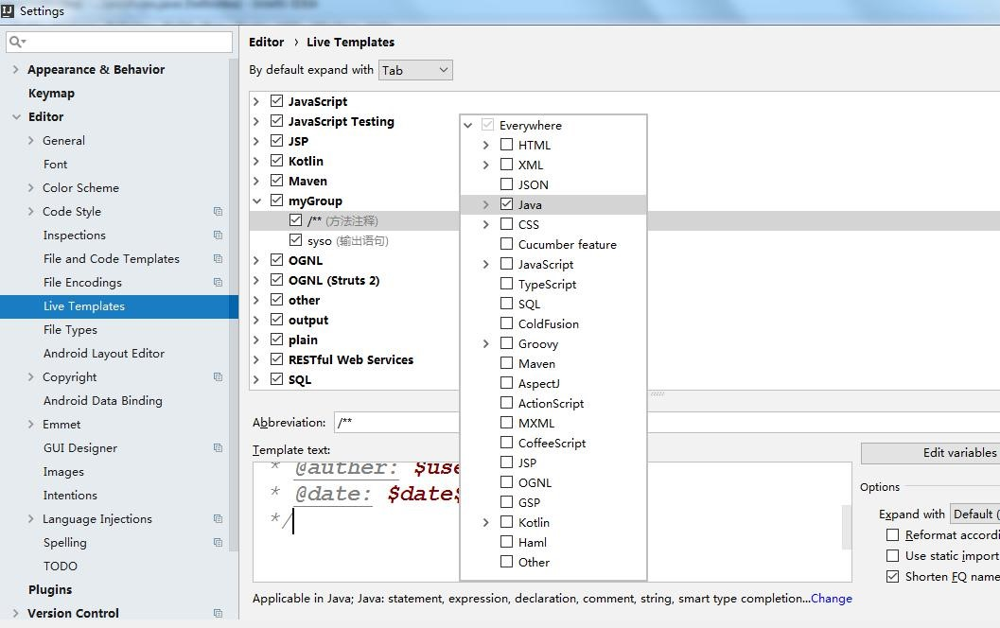 Settings
Editor › Live Templates
By default expand with Tab
Appearance & Behavior
Keymap
Editor
General
Font
Color Scheme
Code Style
Inspections
File and Code Templates
File Encodings
Live Templates
File Types
Android Layout Editor
Copyright
Android Data Binding
Emmet
GUI Designer
Images
Intentions
Language Injections
Spelling
TODO
Plugins
Version Control
JavaScript
JavaScript Testing
JSP
Kotlin
Maven
myGroup
/** (方法注释)
syso (输出语句)
OGNL
OGNL (Struts 2)
other
output
plain
RESTful Web Services
SQL
Everywhere
HTML
XML
JSON
Java
CSS
Cucumber feature
JavaScript
TypeScript
SQL
ColdFusion
Groovy
Maven
AspectJ
ActionScript
MXML
CoffeeScript
JSP
OGNL
GSP
Kotlin
Haml
Other
Abbreviation: /**
Template text:
* @auther: $use
* @date: $date$
*/
Edit variables
Options
Expand with Default (
Reformat accordi
Use static import
Shorten FQ name
Applicable in Java; Java: statement, expression, declaration, comment, string, smart type completion...Change